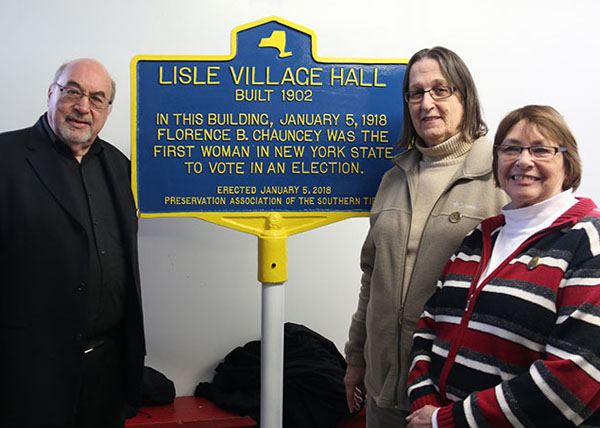 LISLE VILLAGE HALL
BUILT 1902
IN THIS BUILDING, JANUARY 5, 1918
FLORENCE B. CHAUNCEY WAS THE
FIRST WOMAN IN NEW YORK STATE
TO VOTE IN AN ELECTION.
ERECTED JANUARY 5, 2018
PRESERVATION ASSOCIATION OF THE SOUTHERN